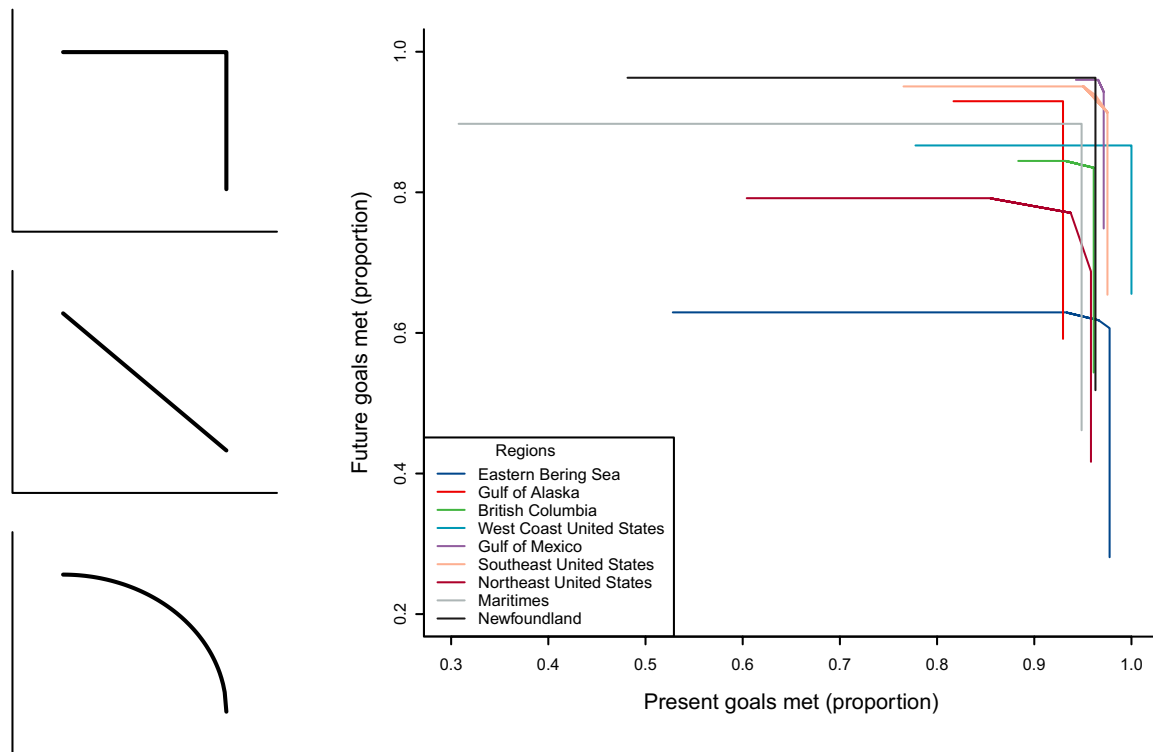 Future goals met (proportion)
1.0
0.8
0.6
0.4
0.2
Regions
Eastern Bering Sea
Gulf of Alaska
British Columbia
West Coast United States
Gulf of Mexico
Southeast United States
Northeast United States
Maritimes
Newfoundland
0.3 0.4 0.5 0.6 0.7 0.8 0.9 1.0
Present goals met (proportion)